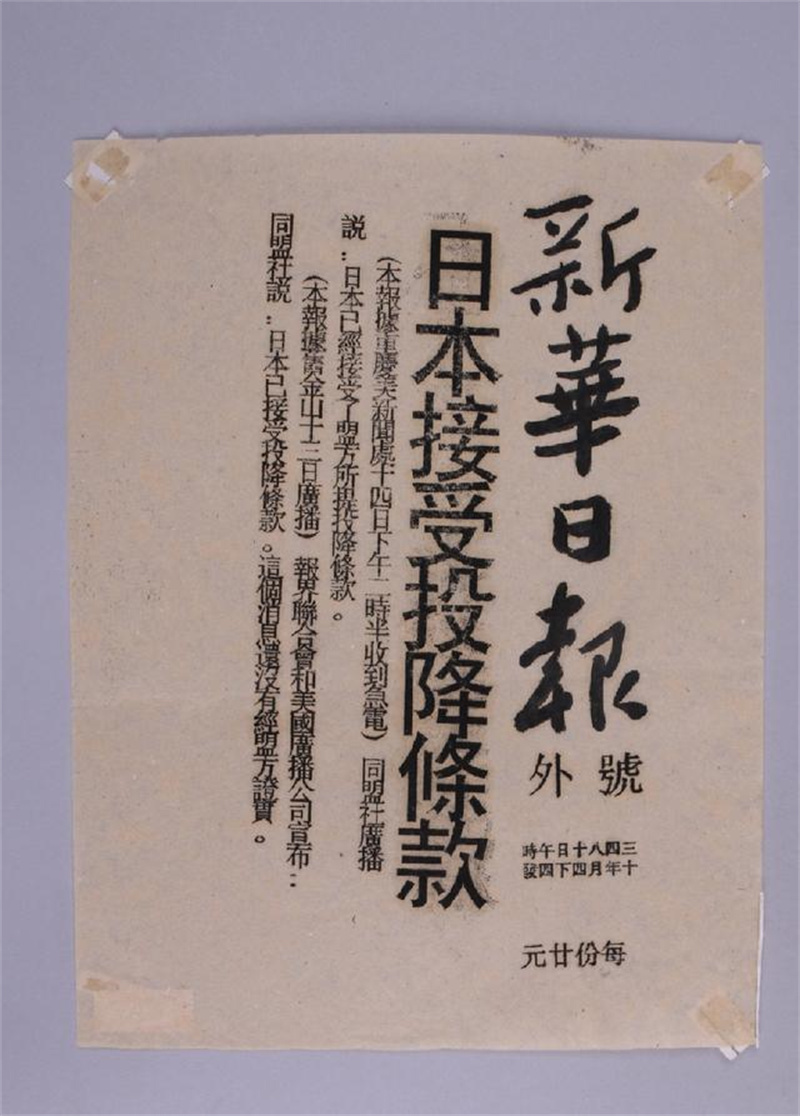 新華日報
號外
三十四年八月十四日下午四時發
每份廿元
日本接受投降條款
（本報據重慶美新聞處十四日下午二時半收到急電）同盟社廣播
説：日本已經接受了盟方所提投降條款。
（本報據舊金山十三日廣播）報界聯合會和美國廣播公司宣布：
同盟社説：日本已接受投降條款。這個消息還沒有經盟方證實。